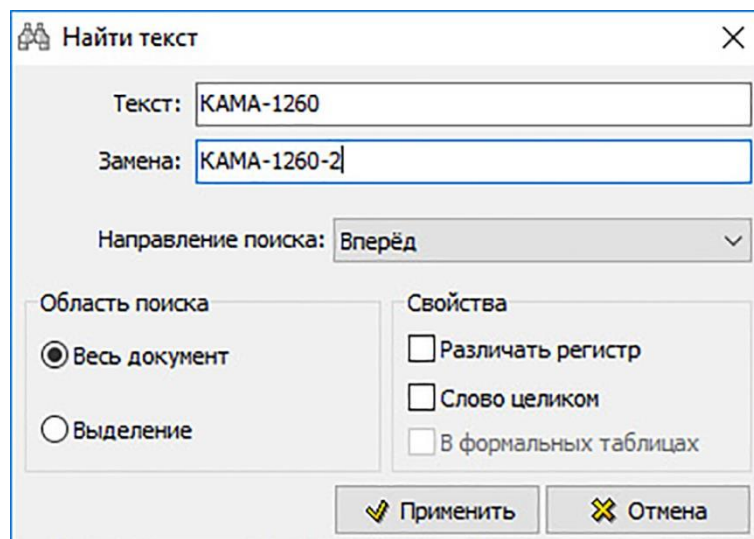 Найти текст
Текст: КАМА-1260
Замена: КАМА-1260-2
Направление поиска: Вперёд
Область поиска
Весь документ
Выделение
Свойства
Различать регистр
Слово целиком
В формальных таблицах
Применить Отмена